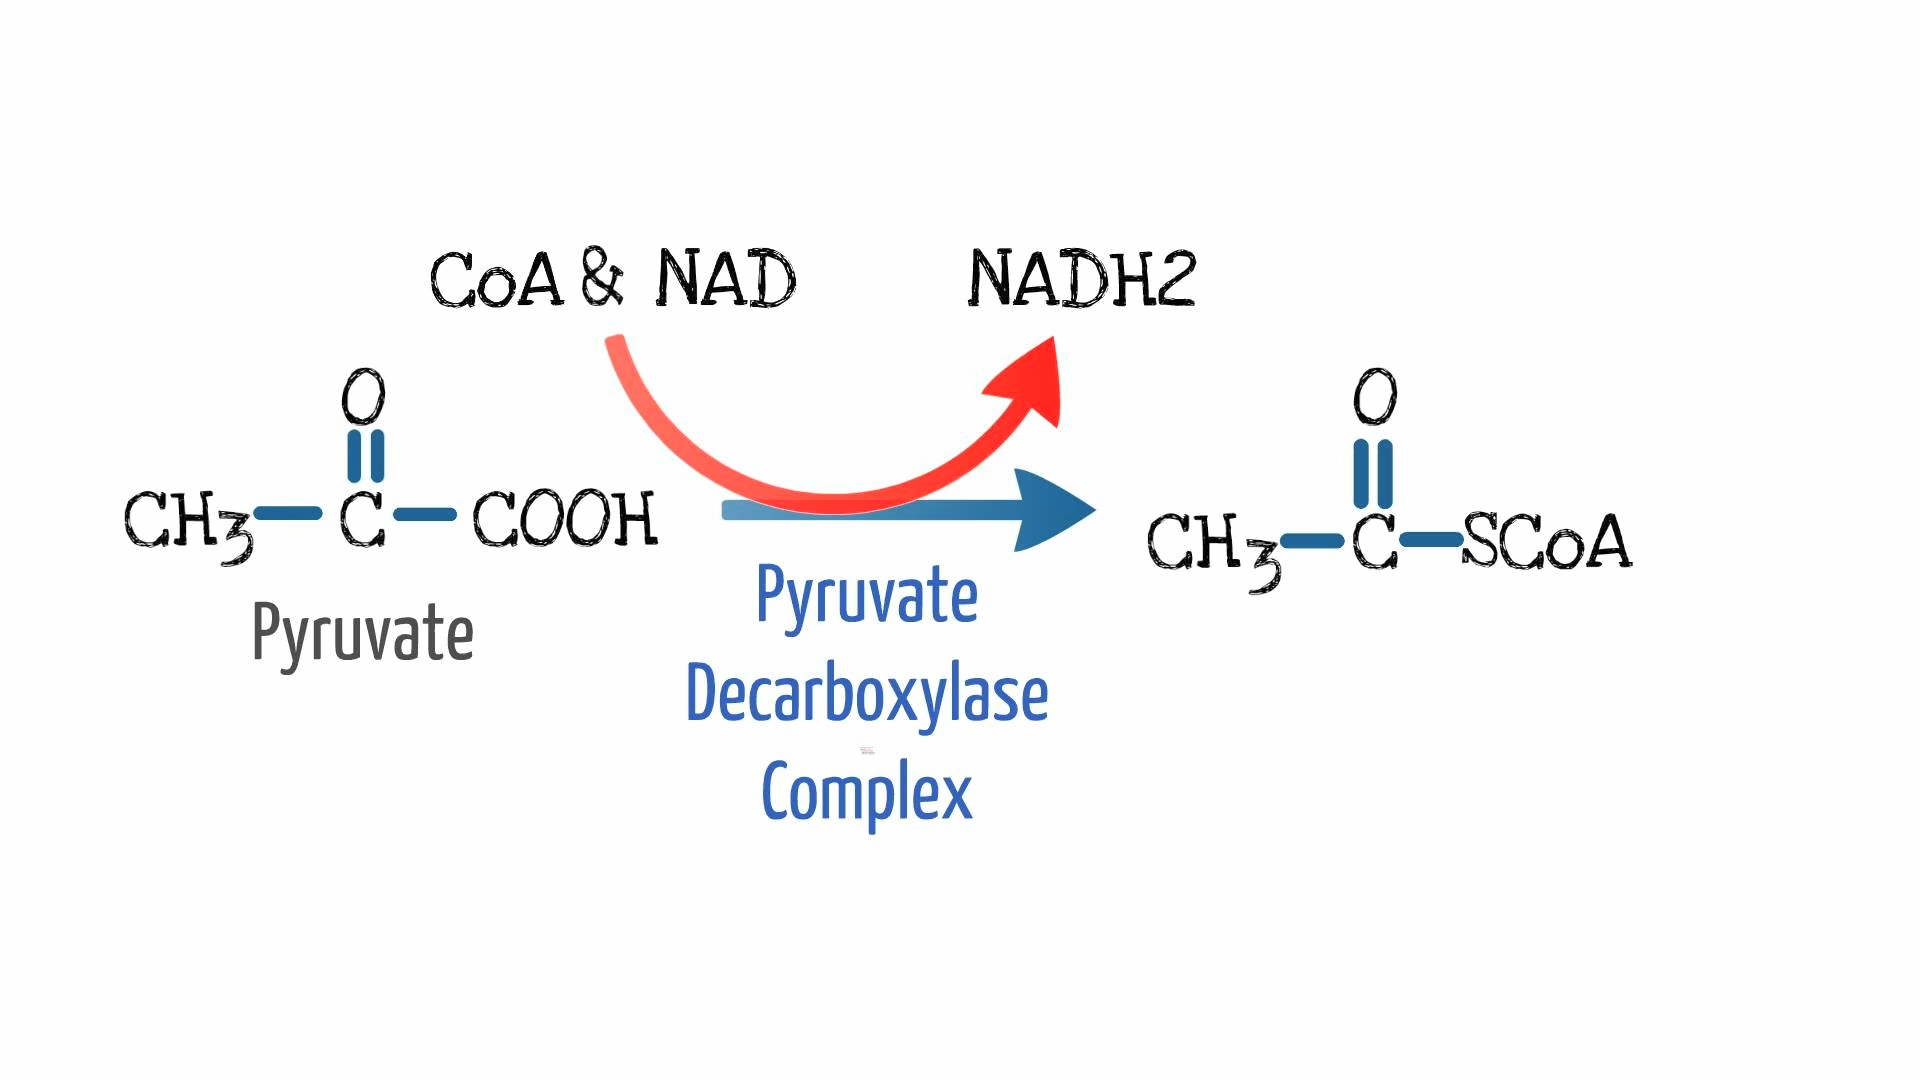 CoA & NAD NADH2
O O
CH3 C COOH
CH3 C SCoA
Pyruvate
Pyruvate
Decarboxylase
Complex